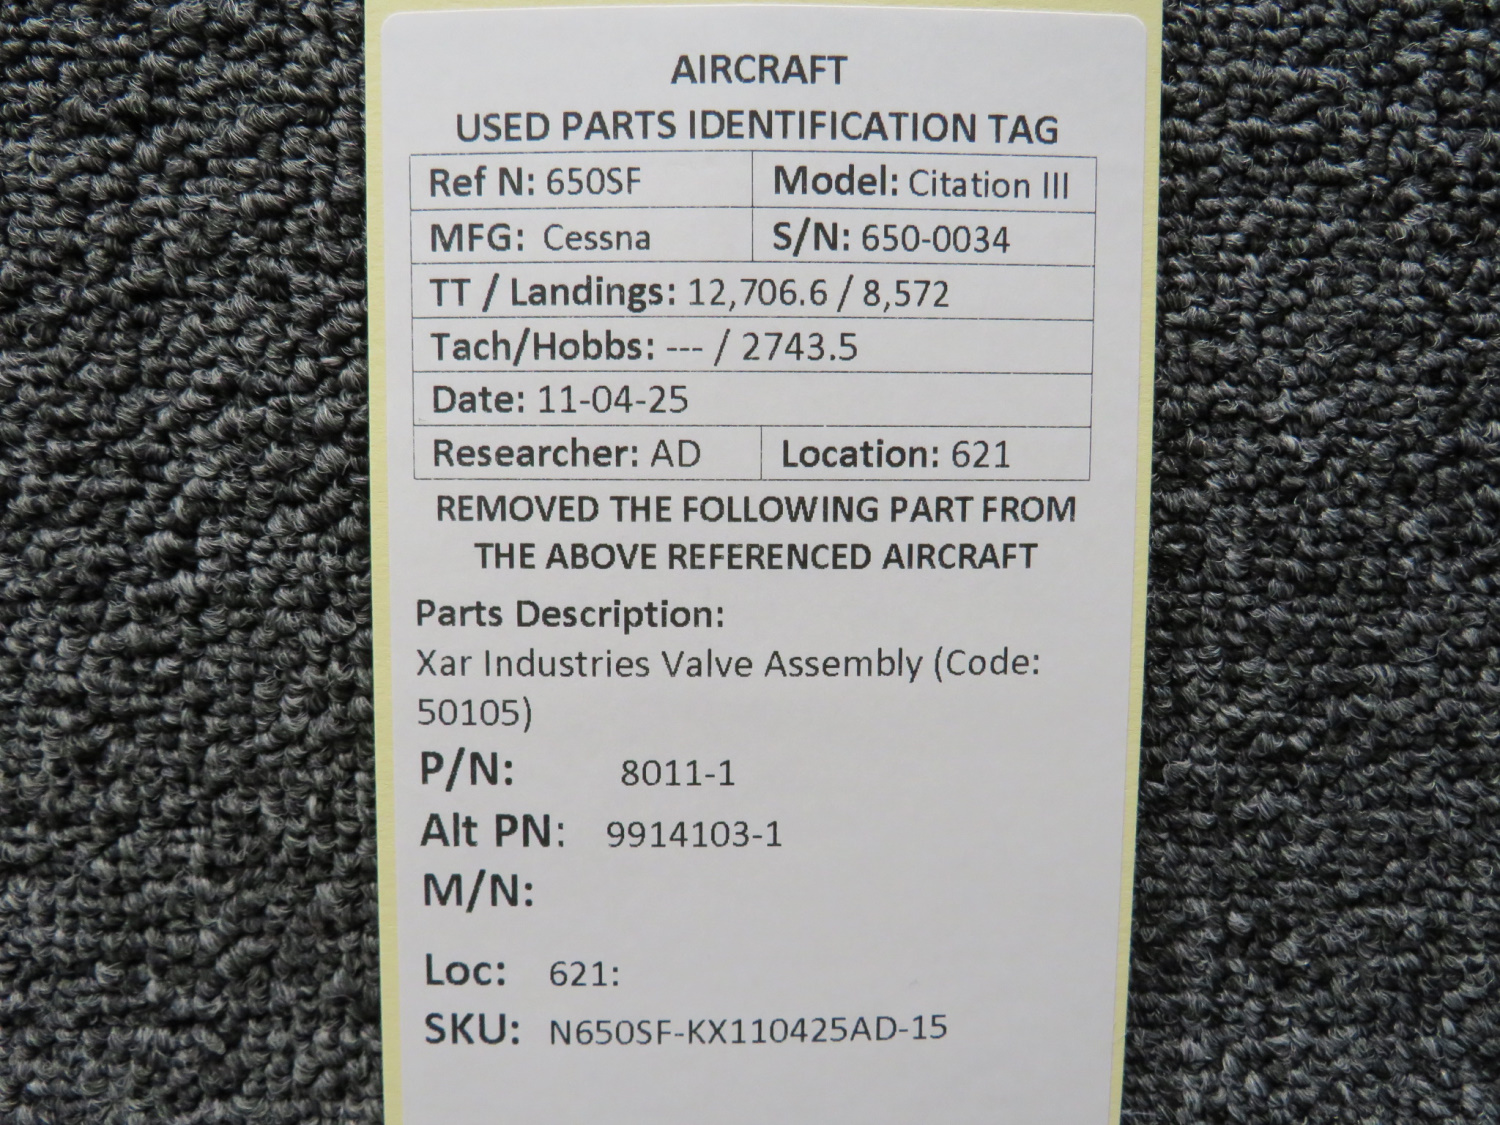 AIRCRAFT
USED PARTS IDENTIFICATION TAG
Ref N: 650SF Model: Citation III
MFG: Cessna S/N: 650-0034
TT / Landings: 12,706.6 / 8,572
Tach/Hobbs: --- / 2743.5
Date: 11-04-25
Researcher: AD Location: 621
REMOVED THE FOLLOWING PART FROM
THE ABOVE REFERENCED AIRCRAFT
Parts Description:
Xar Industries Valve Assembly (Code:
50105)
P/N: 8011-1
Alt PN: 9914103-1
M/N:
Loc: 621:
SKU: N650SF-KX110425AD-15